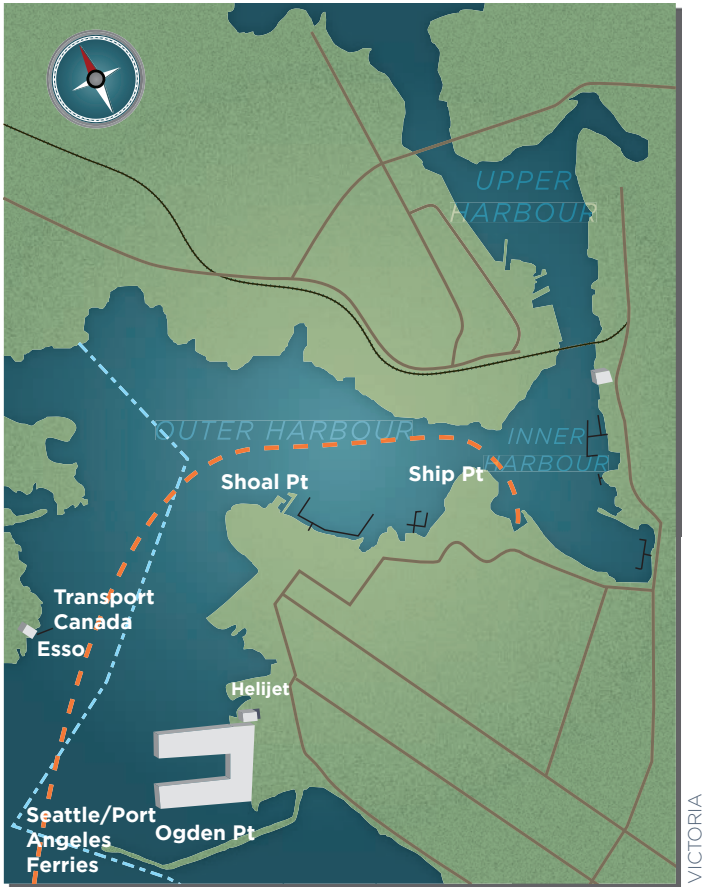 UPPER
HARBOUR
OUTER HARBOUR
INNER
HARBOUR
Shoal Pt
Ship Pt
Transport
Canada
Esso
Helijet
Seattle/Port
Angeles
Ferries
Ogden Pt
VICTORIA